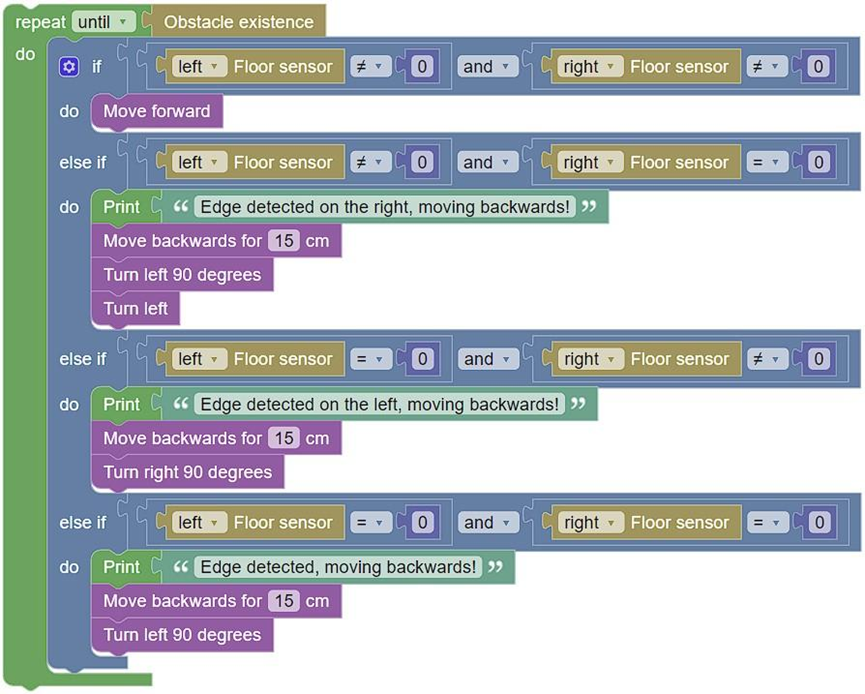 repeat until Obstacle existence
do
if left Floor sensor ≠ 0 and right Floor sensor ≠ 0
do Move forward
else if left Floor sensor ≠ 0 and right Floor sensor = 0
do Print “ Edge detected on the right, moving backwards! ”
Move backwards for 15 cm
Turn left 90 degrees
Turn left
else if left Floor sensor = 0 and right Floor sensor ≠ 0
do Print “ Edge detected on the left, moving backwards! ”
Move backwards for 15 cm
Turn right 90 degrees
else if left Floor sensor = 0 and right Floor sensor = 0
do Print “ Edge detected, moving backwards! ”
Move backwards for 15 cm
Turn left 90 degrees